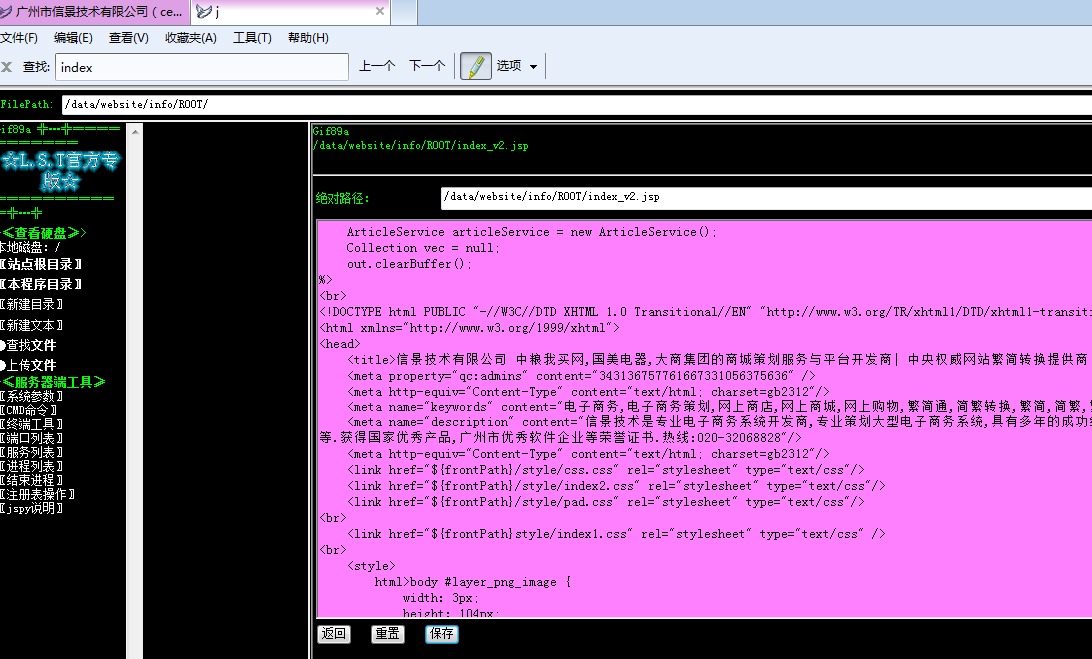 广州市信景技术有限公司（ce...
j
文件(F) 编辑(E) 查看(V) 收藏夹(A) 工具(T) 帮助(H)
查找: index 上一个 下一个 选项
FilePath: /data/website/info/ROOT/
Gif89a
☆L.S.T官方专
版☆
≪查看硬盘≫>
本地磁盘: /
〖站点根目录〗
〖本程序目录〗
〖新建目录〗
〖新建文本〗
●查找文件
●上传文件
≪服务器端工具≫
〖系统参数〗
〖CMD命令〗
〖终端工具〗
〖端口列表〗
〖服务列表〗
〖进程列表〗
〖结束进程〗
〖注册表操作〗
〖jspy说明〗
Gif89a
/data/website/info/ROOT/index_v2.jsp
绝对路径: /data/website/info/ROOT/index_v2.jsp
ArticleService articleService = new ArticleService();
Collection vec = null;
out.clearBuffer();
%>
<br>
<!DOCTYPE html PUBLIC "-//W3C//DTD XHTML 1.0 Transitional//EN" "http://www.w3.org/TR/xhtml1/DTD/xhtml1-transiti
<html xmlns="http://www.w3.org/1999/xhtml">
<head>
<title>信景技术有限公司 中粮我买网,国美电器,大商集团的商城策划服务与平台开发商| 中央权威网站繁简转换提供商
<meta property="qc:admins" content="3431367577616673310563756​36" />
<meta http-equiv="Content-Type" content="text/html; charset=gb2312"/>
<meta name="keywords" content="电子商务,电子商务策划,网上商店,网上商城,网上购物,繁简通,简繁转换,繁简,简繁,
<meta name="description" content="信景技术是专业电子商务系统开发商,专业策划大型电子商务系统,具有多年的成功
等.获得国家优秀产品,广州市优秀软件企业等荣誉证书.热线:020-32068828"/>
<meta http-equiv="Content-Type" content="text/html; charset=gb2312"/>
<link href="${frontPath}/style/css.css" rel="stylesheet" type="text/css"/>
<link href="${frontPath}/style/index2.css" rel="stylesheet" type="text/css"/>
<link href="${frontPath}/style/pad.css" rel="stylesheet" type="text/css"/>
<br>
<link href="${frontPath}style/index1.css" rel="stylesheet" type="text/css" />
<br>
<style>
html>body #layer_png_image {
width: 3px;
height: 104px;
返回 重置 保存